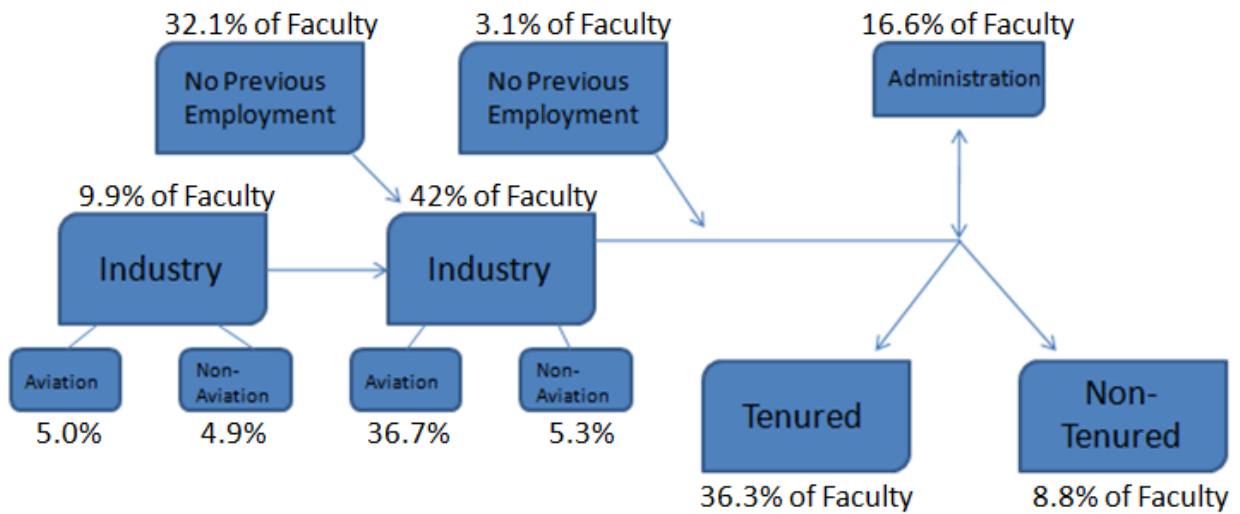 32.1% of Faculty
3.1% of Faculty
16.6% of Faculty
No Previous
Employment
No Previous
Employment
Administration
9.9% of Faculty
42% of Faculty
Industry
Industry
Aviation
Non-
Aviation
Aviation
Non-
Aviation
5.0%
4.9%
36.7%
5.3%
Tenured
Non-
Tenured
36.3% of Faculty
8.8% of Faculty